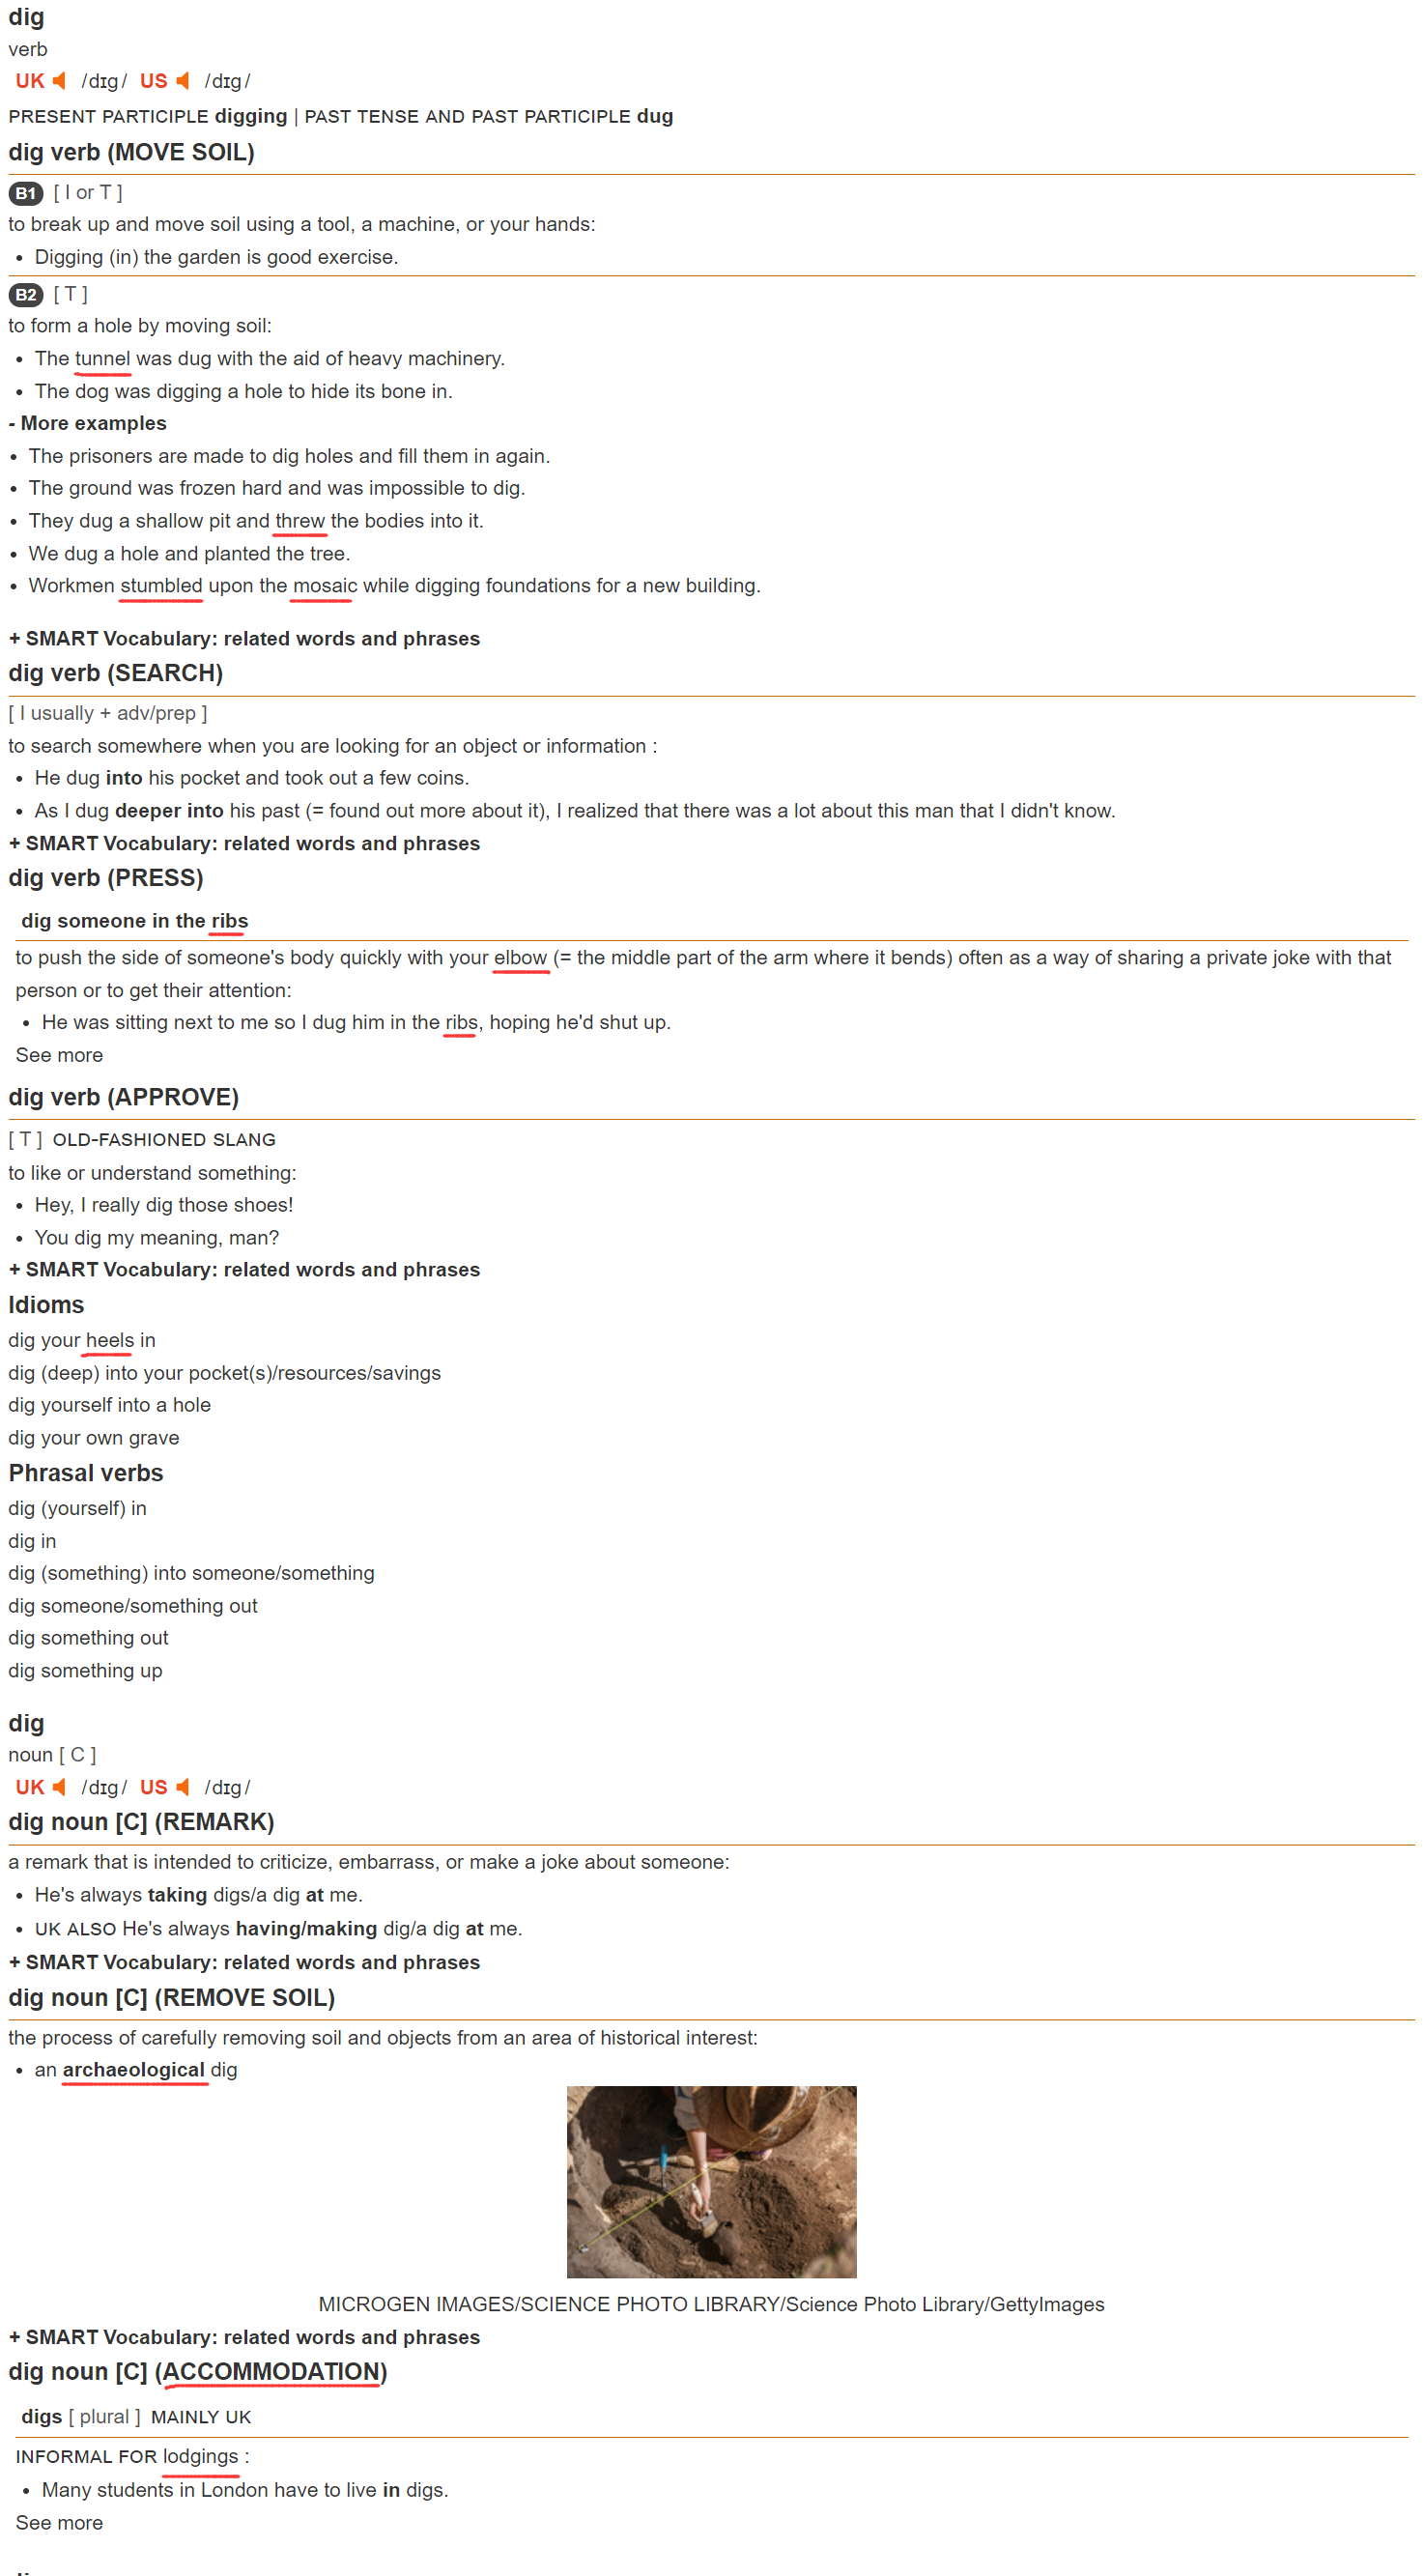 dig
verb
UK /dɪɡ/ US /dɪɡ/
PRESENT PARTICIPLE digging | PAST TENSE AND PAST PARTICIPLE dug
dig verb (MOVE SOIL)
B1 [ I or T ]
to break up and move soil using a tool, a machine, or your hands:
• Digging (in) the garden is good exercise.
B2 [ T ]
to form a hole by moving soil:
• The tunnel was dug with the aid of heavy machinery.
• The dog was digging a hole to hide its bone in.
- More examples
• The prisoners are made to dig holes and fill them in again.
• The ground was frozen hard and was impossible to dig.
• They dug a shallow pit and threw the bodies into it.
• We dug a hole and planted the tree.
• Workmen stumbled upon the mosaic while digging foundations for a new building.
+ SMART Vocabulary: related words and phrases
dig verb (SEARCH)
[ I usually + adv/prep ]
to search somewhere when you are looking for an object or information :
• He dug into his pocket and took out a few coins.
• As I dug deeper into his past (= found out more about it), I realized that there was a lot about this man that I didn't know.
+ SMART Vocabulary: related words and phrases
dig verb (PRESS)
dig someone in the ribs
to push the side of someone's body quickly with your elbow (= the middle part of the arm where it bends) often as a way of sharing a private joke with that
person or to get their attention:
• He was sitting next to me so I dug him in the ribs, hoping he'd shut up.
See more
dig verb (APPROVE)
[ T ] OLD-FASHIONED SLANG
to like or understand something:
• Hey, I really dig those shoes!
• You dig my meaning, man?
+ SMART Vocabulary: related words and phrases
Idioms
dig your heels in
dig (deep) into your pocket(s)/resources/savings
dig yourself into a hole
dig your own grave
Phrasal verbs
dig (yourself) in
dig in
dig (something) into someone/something
dig someone/something out
dig something out
dig something up
dig
noun [ C ]
UK /dɪɡ/ US /dɪɡ/
dig noun [C] (REMARK)
a remark that is intended to criticize, embarrass, or make a joke about someone:
• He's always taking digs/a dig at me.
• UK ALSO He's always having/making dig/a dig at me.
+ SMART Vocabulary: related words and phrases
dig noun [C] (REMOVE SOIL)
the process of carefully removing soil and objects from an area of historical interest:
• an archaeological dig
MICROGEN IMAGES/SCIENCE PHOTO LIBRARY/Science Photo Library/GettyImages
+ SMART Vocabulary: related words and phrases
dig noun [C] (ACCOMMODATION)
digs [ plural ] MAINLY UK
INFORMAL FOR lodgings :
• Many students in London have to live in digs.
See more